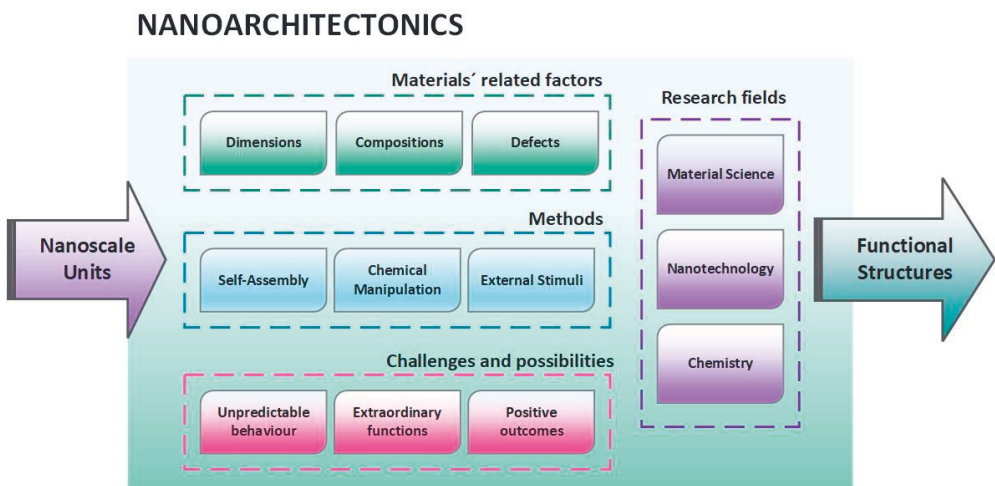 NANOARCHITECTONICS
Nanoscale
Units
Materials´ related factors
Dimensions
Compositions
Defects
Methods
Self-Assembly
Chemical
Manipulation
External Stimuli
Challenges and possibilities
Unpredictable
behaviour
Extraordinary
functions
Positive
outcomes
Research fields
Material Science
Nanotechnology
Chemistry
Functional
Structures